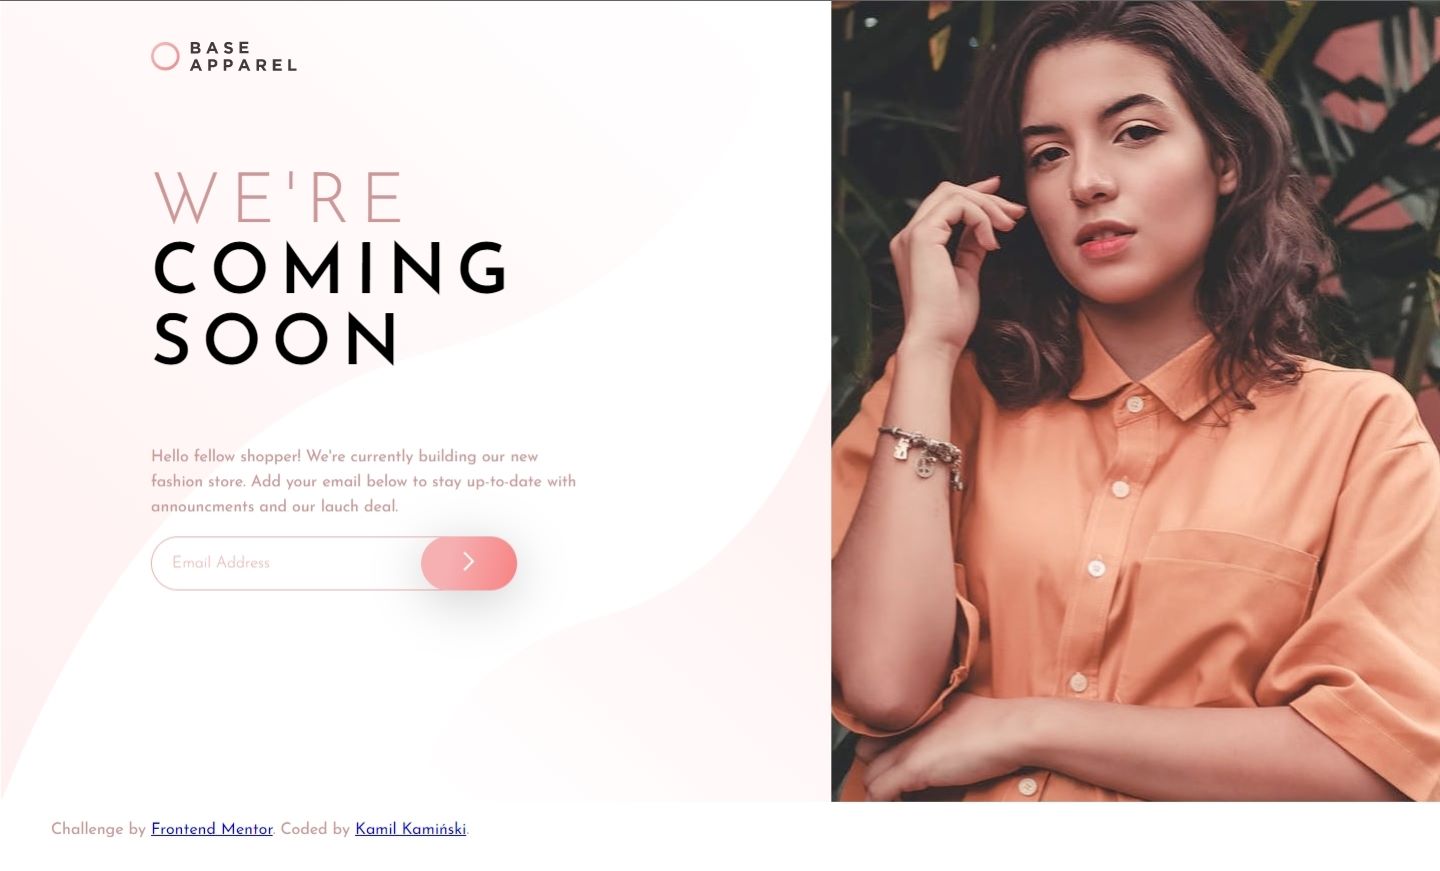 BASE
APPAREL
WE'RE
COMING
SOON
Hello fellow shopper! We're currently building our new
fashion store. Add your email below to stay up-to-date with
announcments and our lauch deal.
Email Address
Challenge by Frontend Mentor. Coded by Kamil Kamiński.